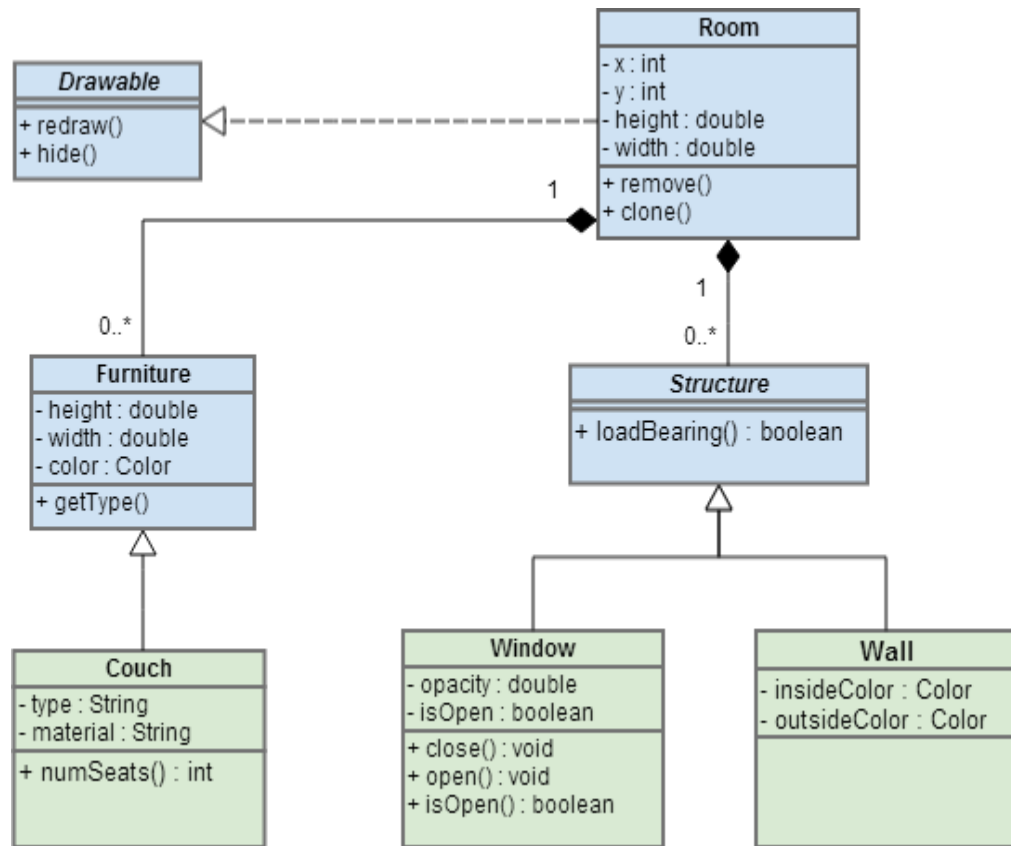 Room
- x : int
- y : int
- height : double
- width : double
+ remove()
+ clone()
Drawable
+ redraw()
+ hide()
1
0..*
1
0..*
Furniture
- height : double
- width : double
- color : Color
+ getType()
Structure
+ loadBearing() : boolean
Couch
- type : String
- material : String
+ numSeats() : int
Window
- opacity : double
- isOpen : boolean
+ close() : void
+ open() : void
+ isOpen() : boolean
Wall
- insideColor : Color
- outsideColor : Color